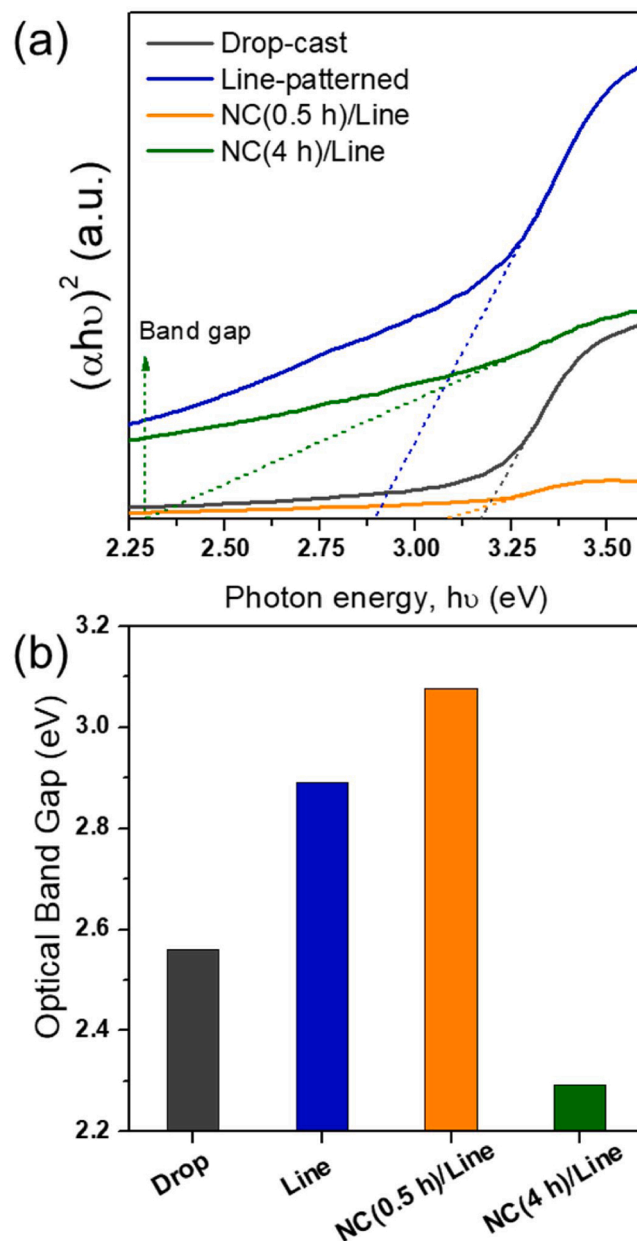 (a)
Drop-cast
Line-patterned
NC(0.5 h)/Line
NC(4 h)/Line
(αhυ)² (a.u.)
Band gap
2.25 2.50 2.75 3.00 3.25 3.50
Photon energy, hυ (eV)
(b)
Optical Band Gap (eV)
3.2
3.0
2.8
2.6
2.4
2.2
Drop Line NC(0.5 h)/Line NC(4 h)/Line